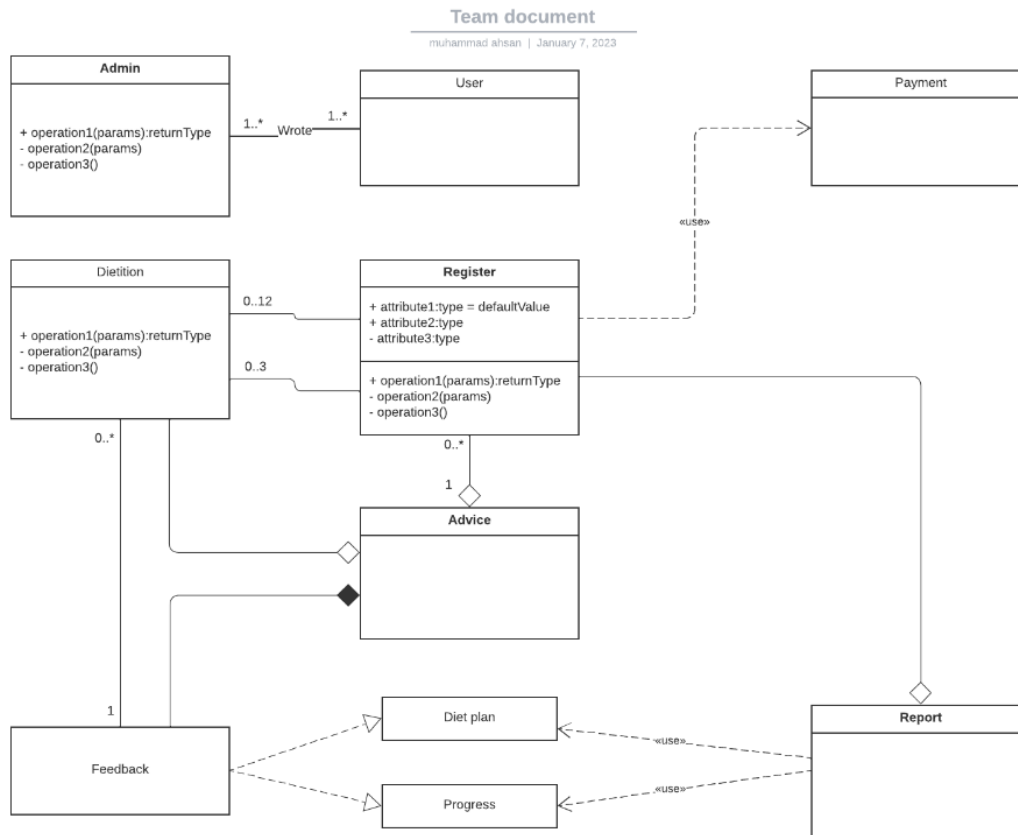 Team document
muhammad ahsan | January 7, 2023
Admin
+ operation1(params):returnType
- operation2(params)
- operation3()
1..*
Wrote
1..*
User
Payment
«use»
Dietition
+ operation1(params):returnType
- operation2(params)
- operation3()
0..12
0..3
Register
+ attribute1:type = defaultValue
+ attribute2:type
- attribute3:type
+ operation1(params):returnType
- operation2(params)
- operation3()
0..*
0..*
1
Advice
1
Feedback
Diet plan
Progress
«use»
«use»
Report